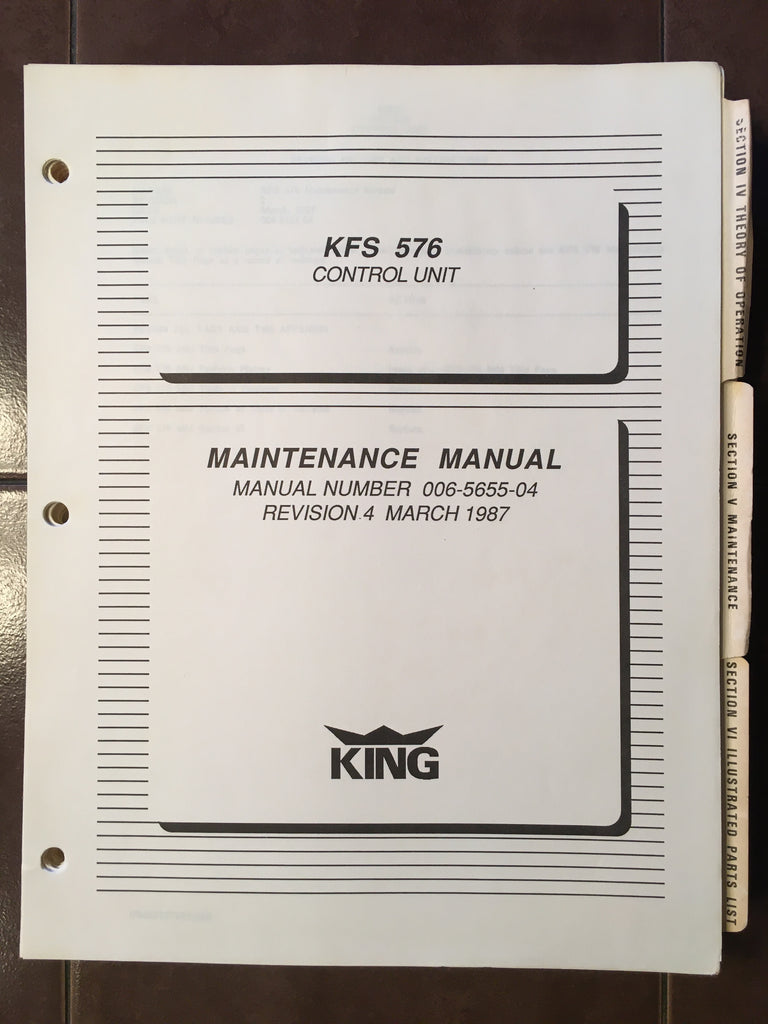 KFS 576
CONTROL UNIT
MAINTENANCE MANUAL
MANUAL NUMBER 006-5655-04
REVISION 4 MARCH 1987
KING
SECTION IV THEORY OF OPERATION
SECTION V MAINTENANCE
SECTION VI ILLUSTRATED PARTS LIST